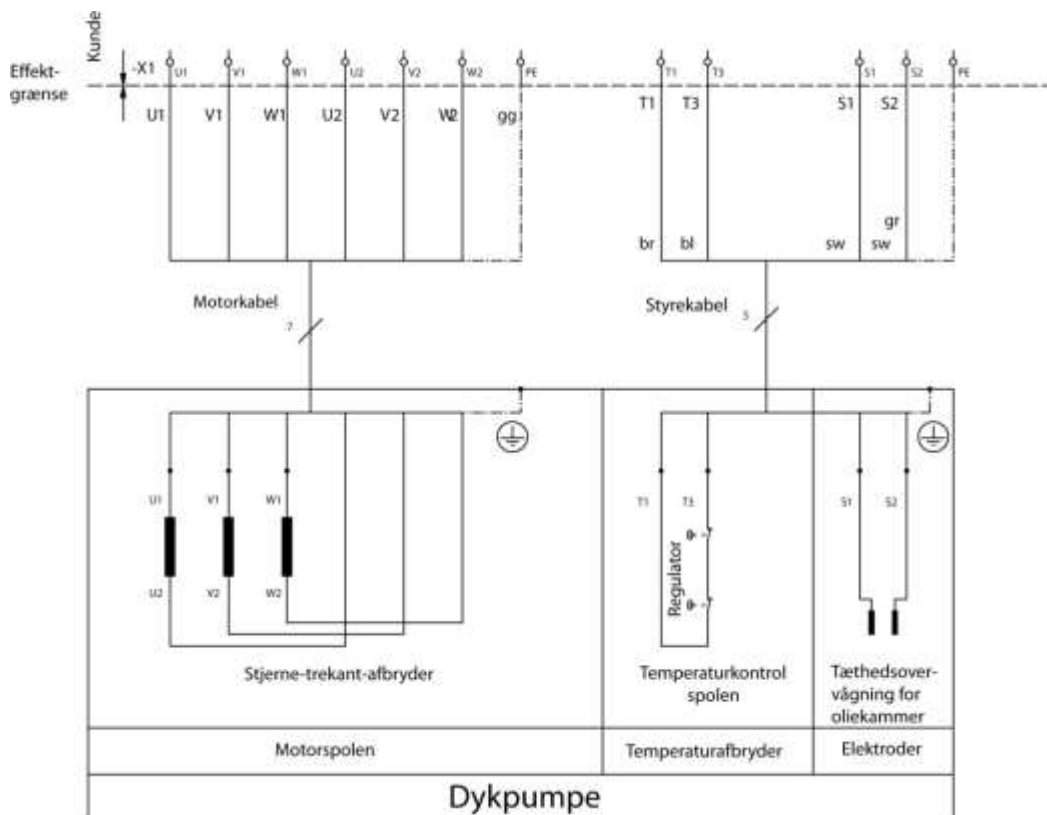 Kunde
Effekt-
grænse
-X1
U1 V1 W1 U2 V2 W2 PE T1 T3 S1 S2 PE
U1 V1 W1 U2 V2 W2 gg T1 T3 S1 S2
gr
br bl sw sw
Motorkabel
7
Styrekabel
5
U1 V1 W1 T1 T3 S1 S2
Regulator
U2 V2 W2
Stjerne-trekant-afbryder
Temperaturkontrol
spolen
Tæthedsover-
vågning for
oliekammer
Motorspolen
Temperaturafbryder
Elektroder
Dykpumpe